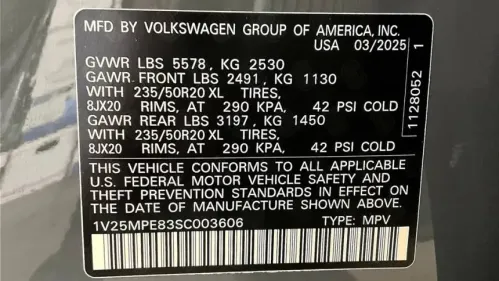 MFD BY VOLKSWAGEN GROUP OF AMERICA, INC.
USA 03/2025
GVWR LBS 5578, KG 2530
GAWR FRONT LBS 2491, KG 1130
WITH 235/50R20 XL TIRES,
8JX20 RIMS, AT 290 KPA, 42 PSI COLD
GAWR REAR LBS 3197, KG 1450
WITH 235/50R20 XL TIRES,
8JX20 RIMS, AT 290 KPA, 42 PSI COLD
THIS VEHICLE CONFORMS TO ALL APPLICABLE
U.S. FEDERAL MOTOR VEHICLE SAFETY AND
THEFT PREVENTION STANDARDS IN EFFECT ON
THE DATE OF MANUFACTURE SHOWN ABOVE.
1V25MPE83SC003606 TYPE: MPV
1128052 1